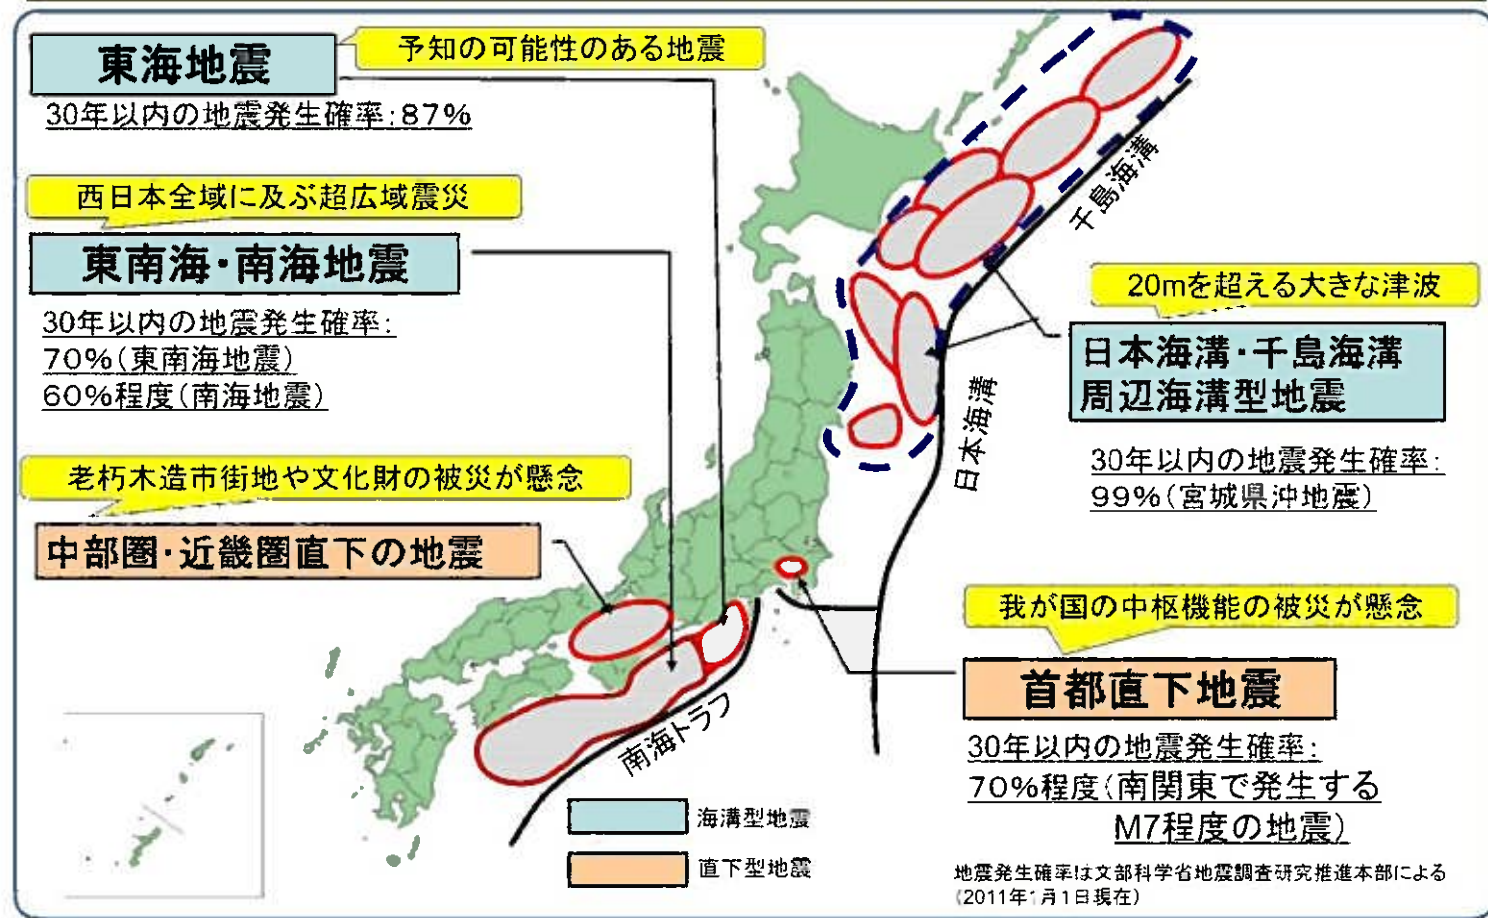 東海地震
予知の可能性のある地震
30年以内の地震発生確率:87%
西日本全域に及ぶ超広域震災
東南海・南海地震
30年以内の地震発生確率:
70%(東南海地震)
60%程度(南海地震)
老朽木造市街地や文化財の被災が懸念
中部圏・近畿圏直下の地震
千島海溝
20mを超える大きな津波
日本海溝・千島海溝
周辺海溝型地震
30年以内の地震発生確率:
99%(宮城県沖地震)
日本海溝
我が国の中枢機能の被災が懸念
首都直下地震
30年以内の地震発生確率:
70%程度(南関東で発生する
M7程度の地震)
南海トラフ
海溝型地震
直下型地震
地震発生確率は文部科学省地震調査研究推進本部による
(2011年1月1日現在)